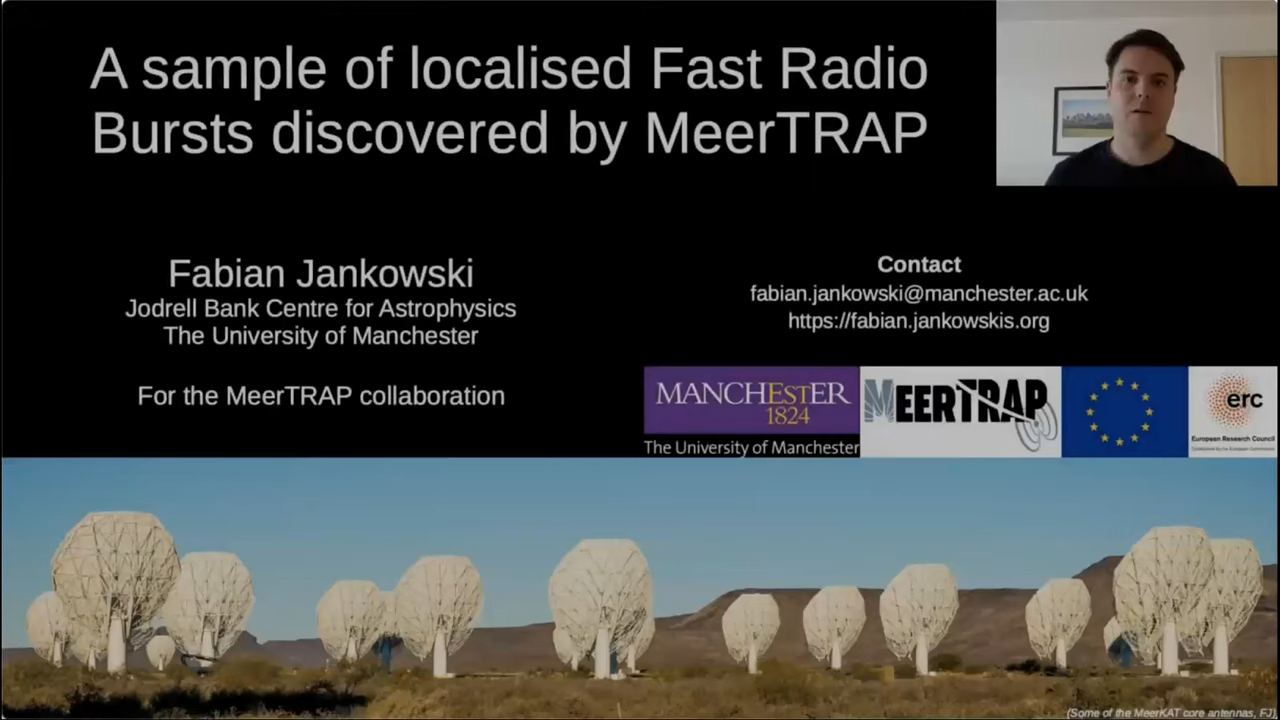 A sample of localised Fast Radio
Bursts discovered by MeerTRAP
Fabian Jankowski
Jodrell Bank Centre for Astrophysics
The University of Manchester
For the MeerTRAP collaboration
Contact
fabian.jankowski@manchester.ac.uk
https://fabian.jankowskis.org
MANCHESTER
1824
The University of Manchester
MEERTRAP
erc
European Research Council
(Some of the MeerKAT core antennas, FJ)